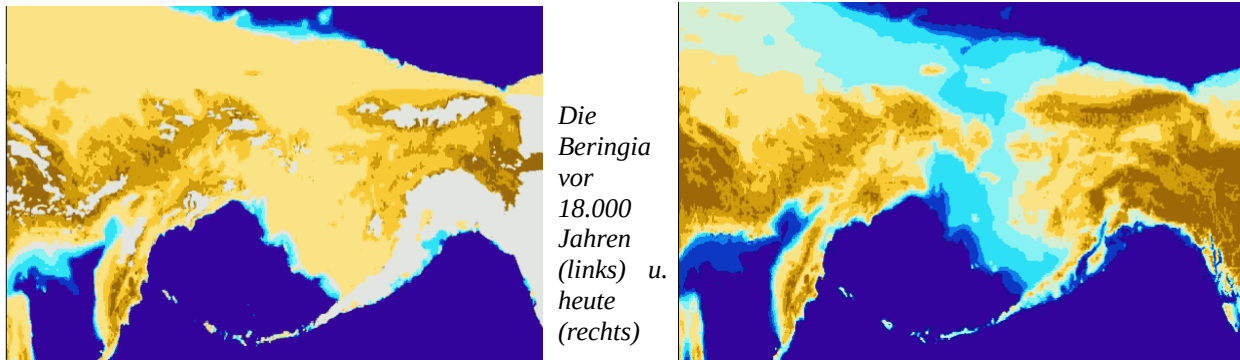 Die
Beringia
vor
18.000
Jahren
(links) u.
heute
(rechts)